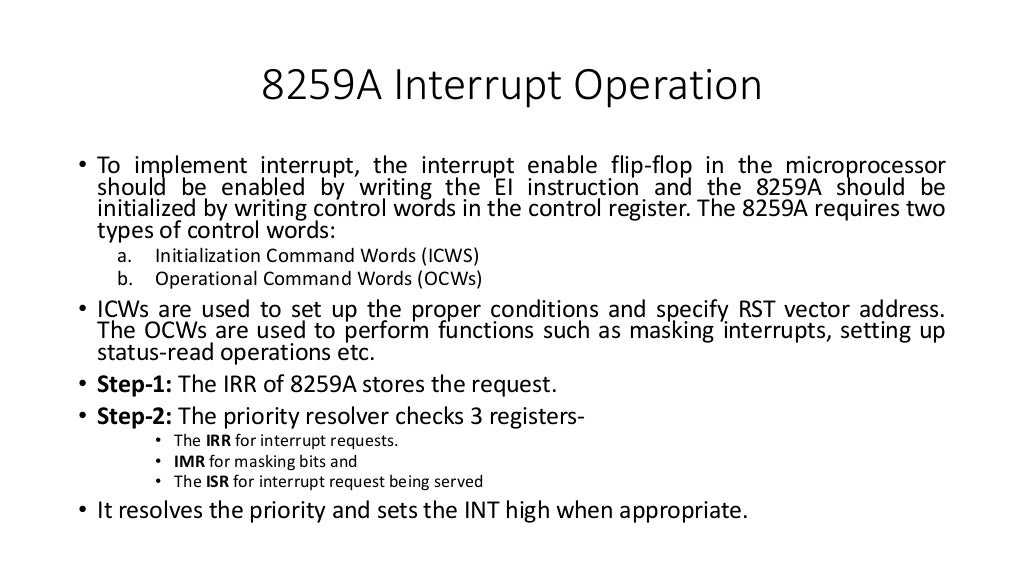 8259A Interrupt Operation
• To implement interrupt, the interrupt enable flip-flop in the microprocessor
should be enabled by writing the EI instruction and the 8259A should be
initialized by writing control words in the control register. The 8259A requires two
types of control words:
a. Initialization Command Words (ICWS)
b. Operational Command Words (OCWs)
• ICWs are used to set up the proper conditions and specify RST vector address.
The OCWs are used to perform functions such as masking interrupts, setting up
status-read operations etc.
• Step-1: The IRR of 8259A stores the request.
• Step-2: The priority resolver checks 3 registers-
• The IRR for interrupt requests.
• IMR for masking bits and
• The ISR for interrupt request being served
• It resolves the priority and sets the INT high when appropriate.